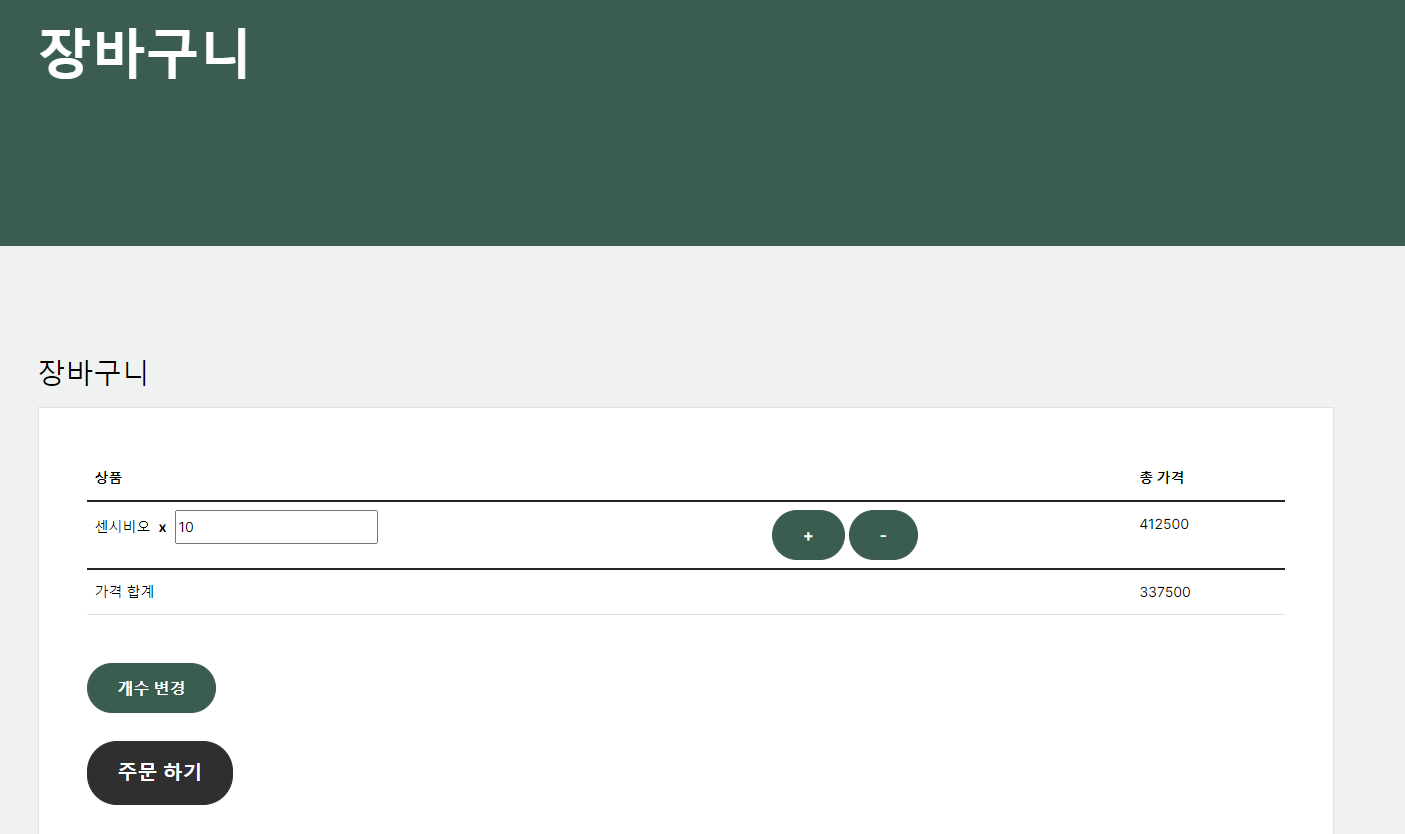 장바구니
장바구니
상품 총 가격
센시비오 x 10 + - 412500
가격 합계 337500
개수 변경
주문 하기